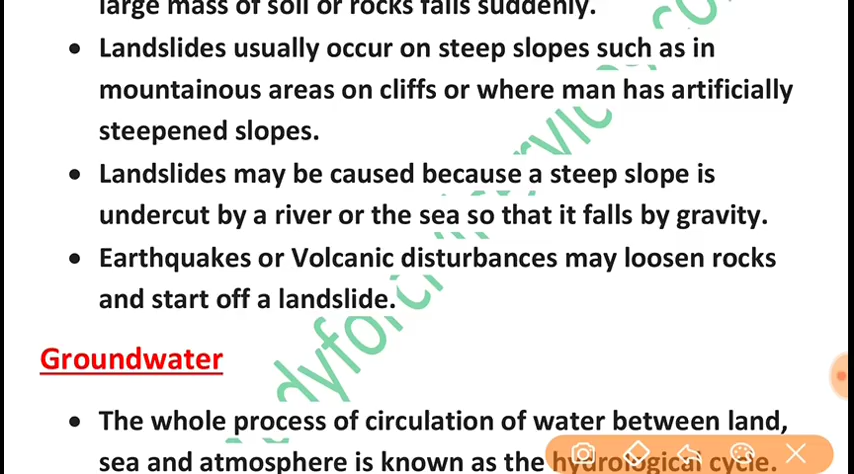 large mass of soil or rocks falls suddenly.
• Landslides usually occur on steep slopes such as in
mountainous areas on cliffs or where man has artificially
steepened slopes.
• Landslides may be caused because a steep slope is
undercut by a river or the sea so that it falls by gravity.
• Earthquakes or Volcanic disturbances may loosen rocks
and start off a landslide.
Groundwater
• The whole process of circulation of water between land,
sea and atmosphere is known as the hydrological cycle.